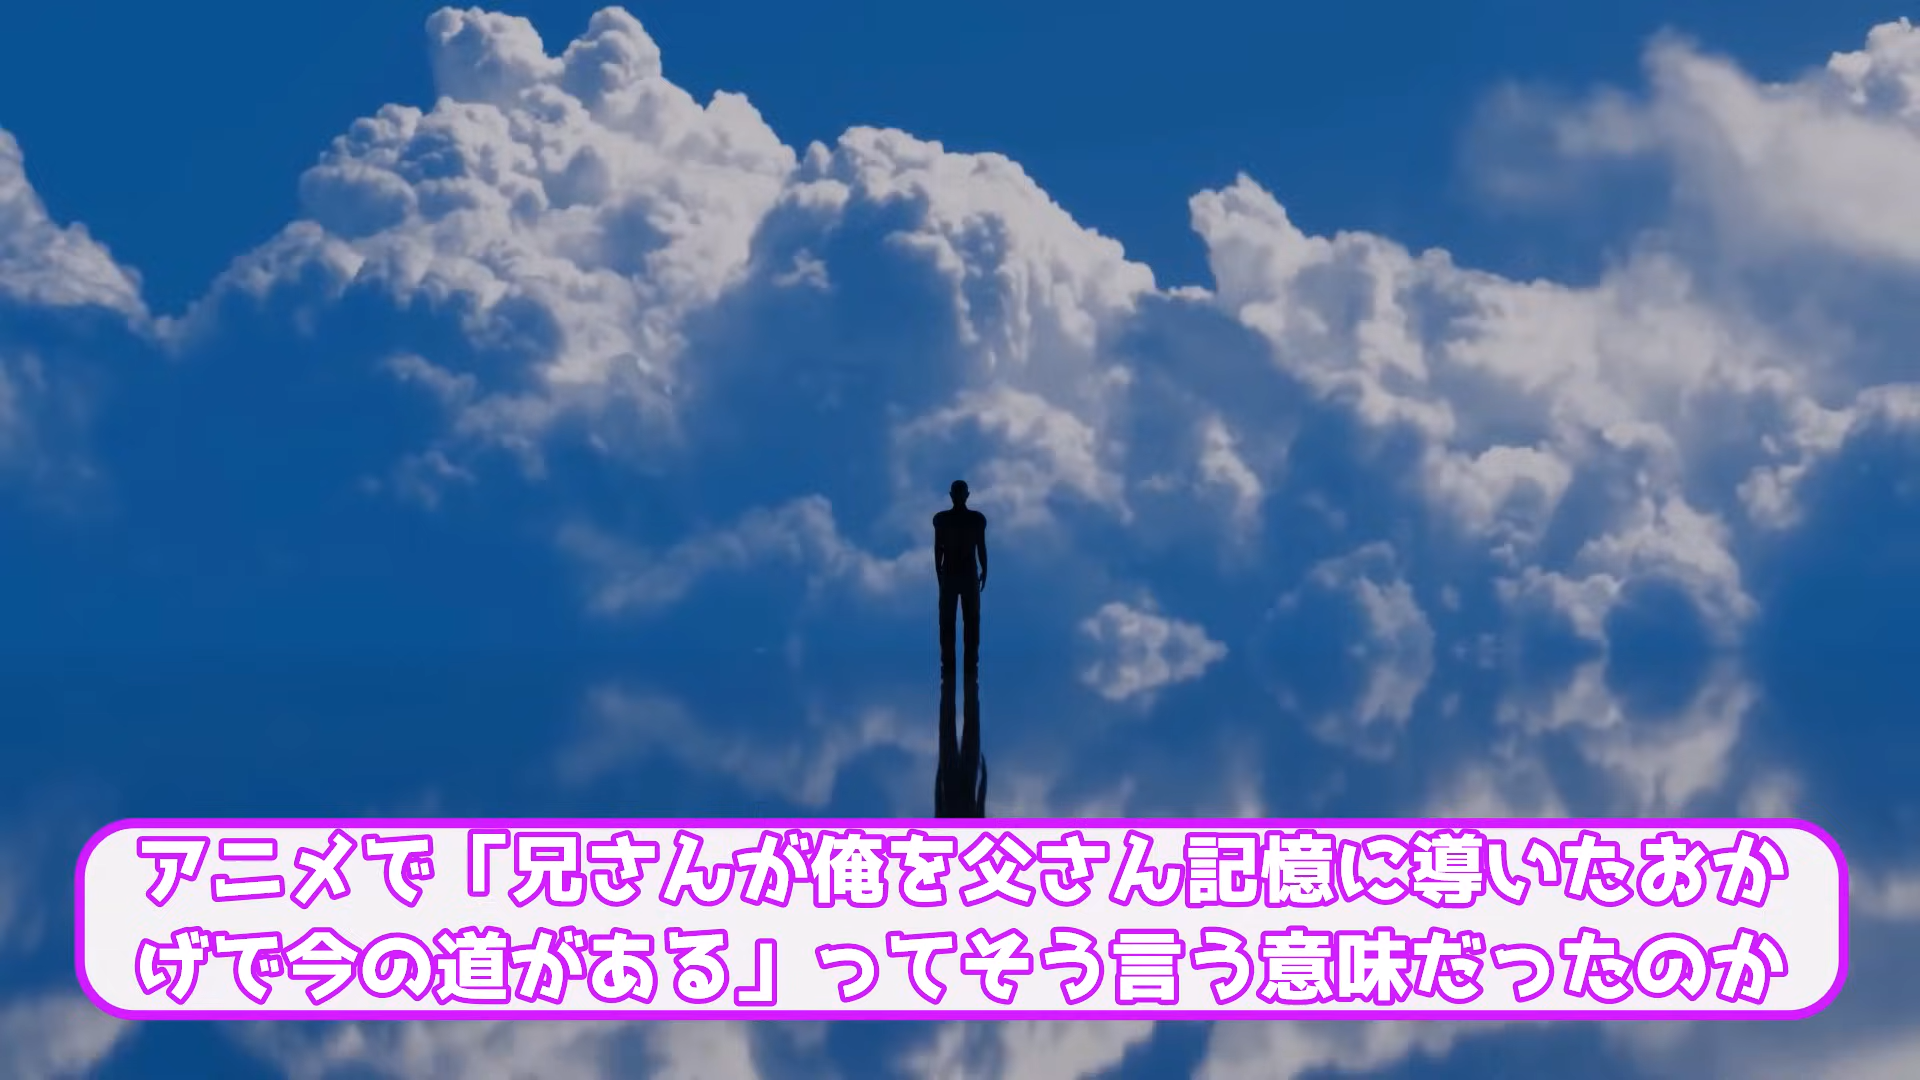 アニメで「兄さんが俺を父さん記憶に導いたおか
げで今の道がある」ってそう言う意味だったのか